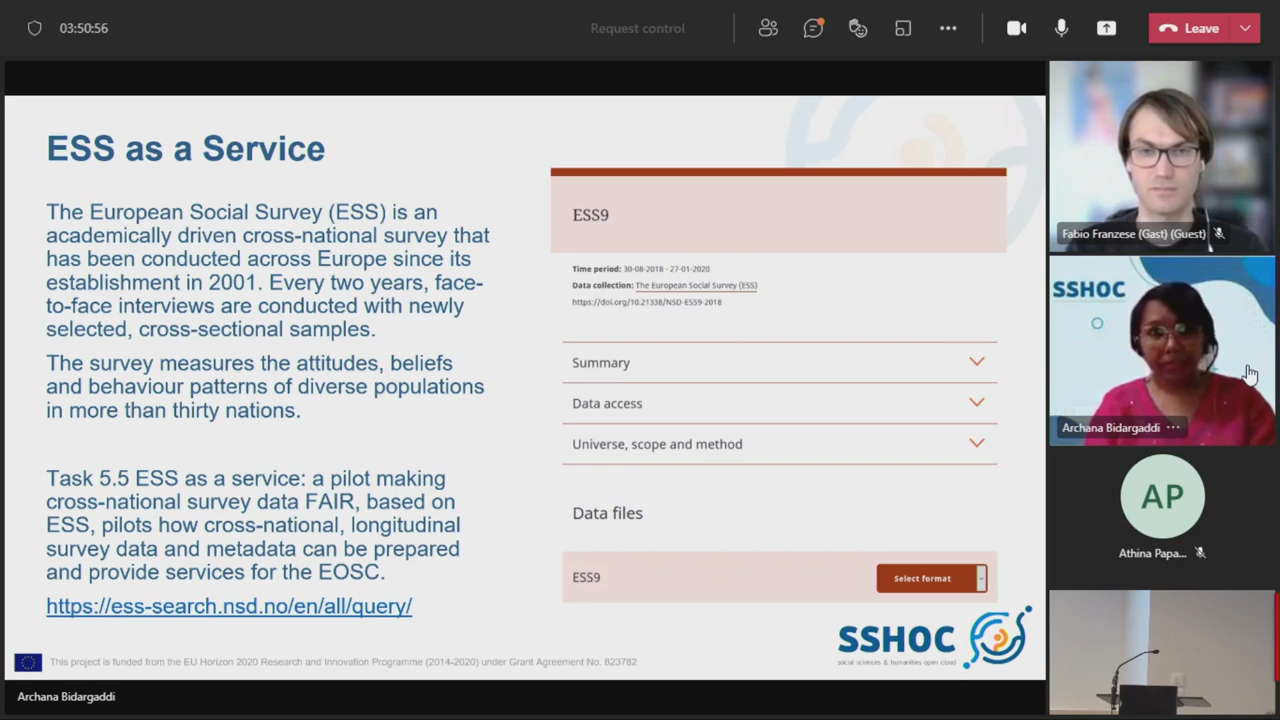 03:50:56
Request control
Leave
ESS as a Service
The European Social Survey (ESS) is an
academically driven cross-national survey that
has been conducted across Europe since its
establishment in 2001. Every two years, face-
to-face interviews are conducted with newly
selected, cross-sectional samples.
The survey measures the attitudes, beliefs
and behaviour patterns of diverse populations
in more than thirty nations.
Task 5.5 ESS as a service: a pilot making
cross-national survey data FAIR, based on
ESS, pilots how cross-national, longitudinal
survey data and metadata can be prepared
and provide services for the EOSC.
https://ess-search.nsd.no/en/all/query/
ESS9
Time period: 30-08-2018 - 27-01-2020
Data collection: The European Social Survey (ESS)
https://doi.org/10.21338/NSD-ESS9-2018
Summary
Data access
Universe, scope and method
Data files
ESS9
Select format
SSHOC
social sciences & humanities open cloud
This project is funded from the EU Horizon 2020 Research and Innovation Programme (2014-2020) under Grant Agreement No. 823782
Archana Bidargaddi
Fabio Franzese (Gast) (Guest)
SSHOC
Archana Bidargaddi
AP
Athina Papa...